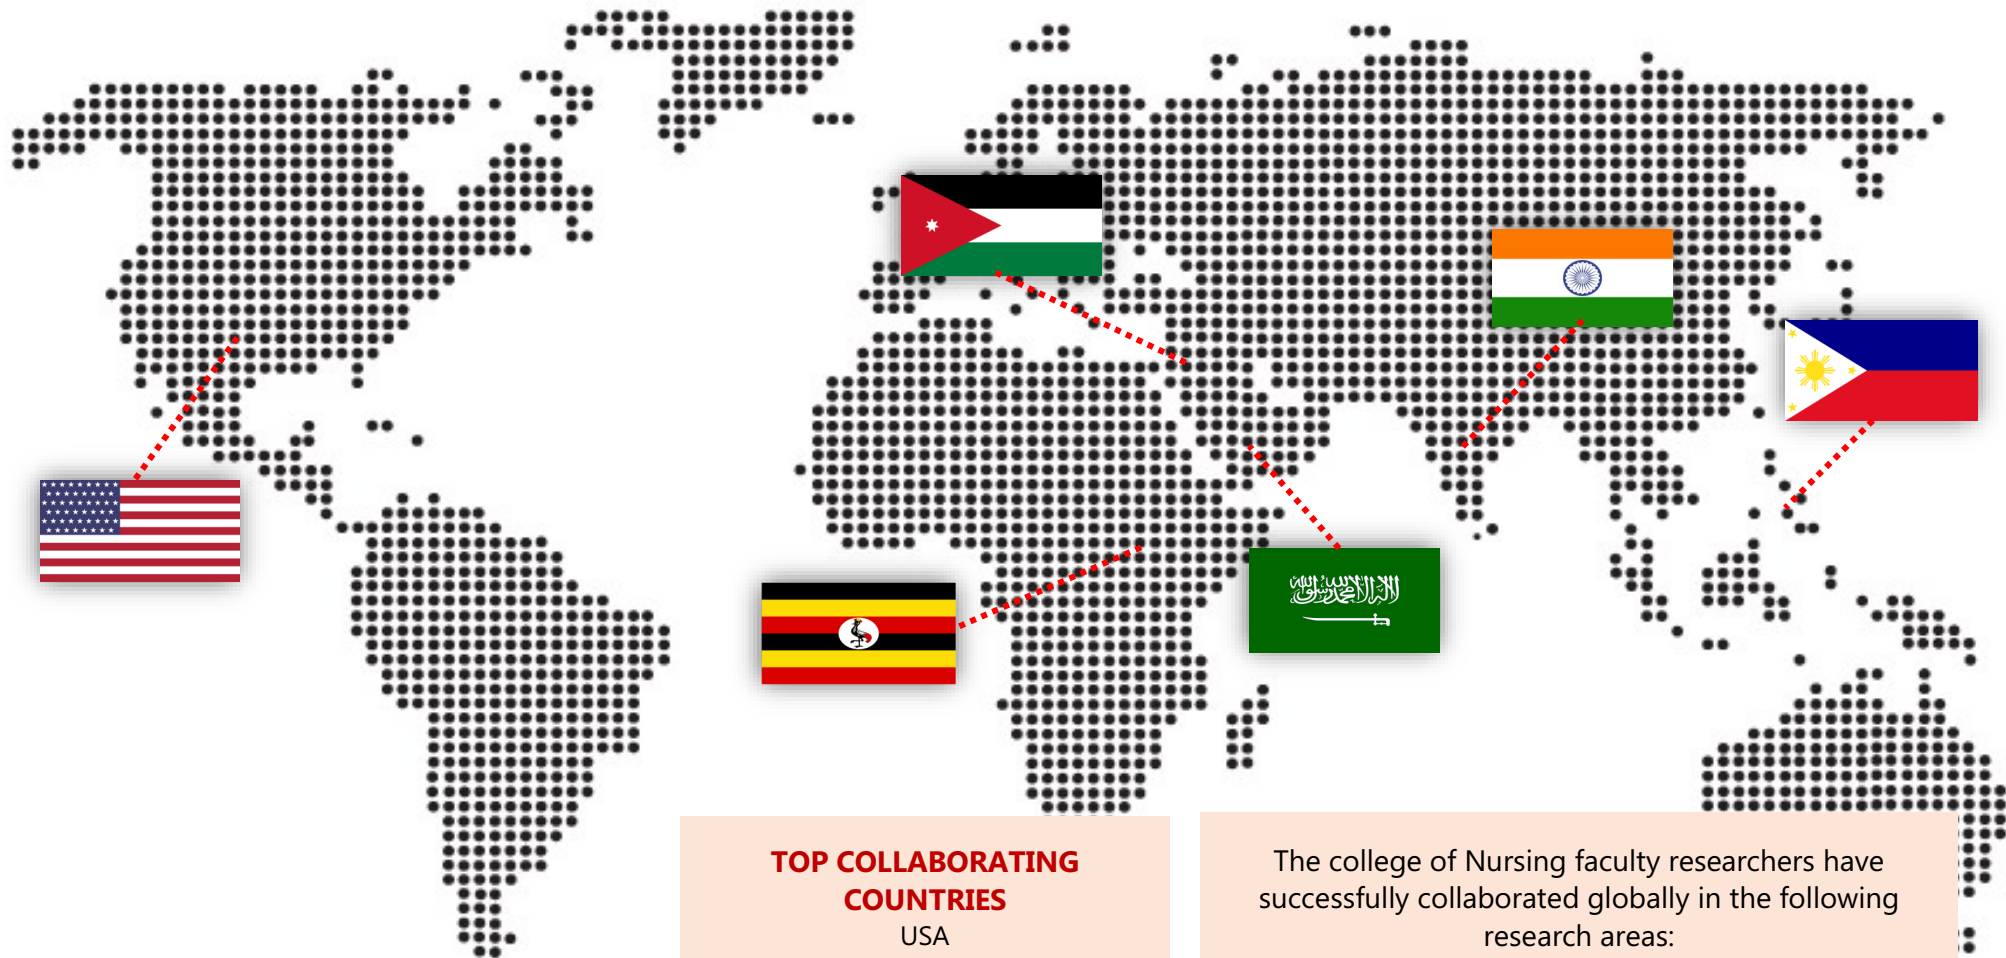 TOP COLLABORATING
COUNTRIES
USA
The college of Nursing faculty researchers have
successfully collaborated globally in the following
research areas: